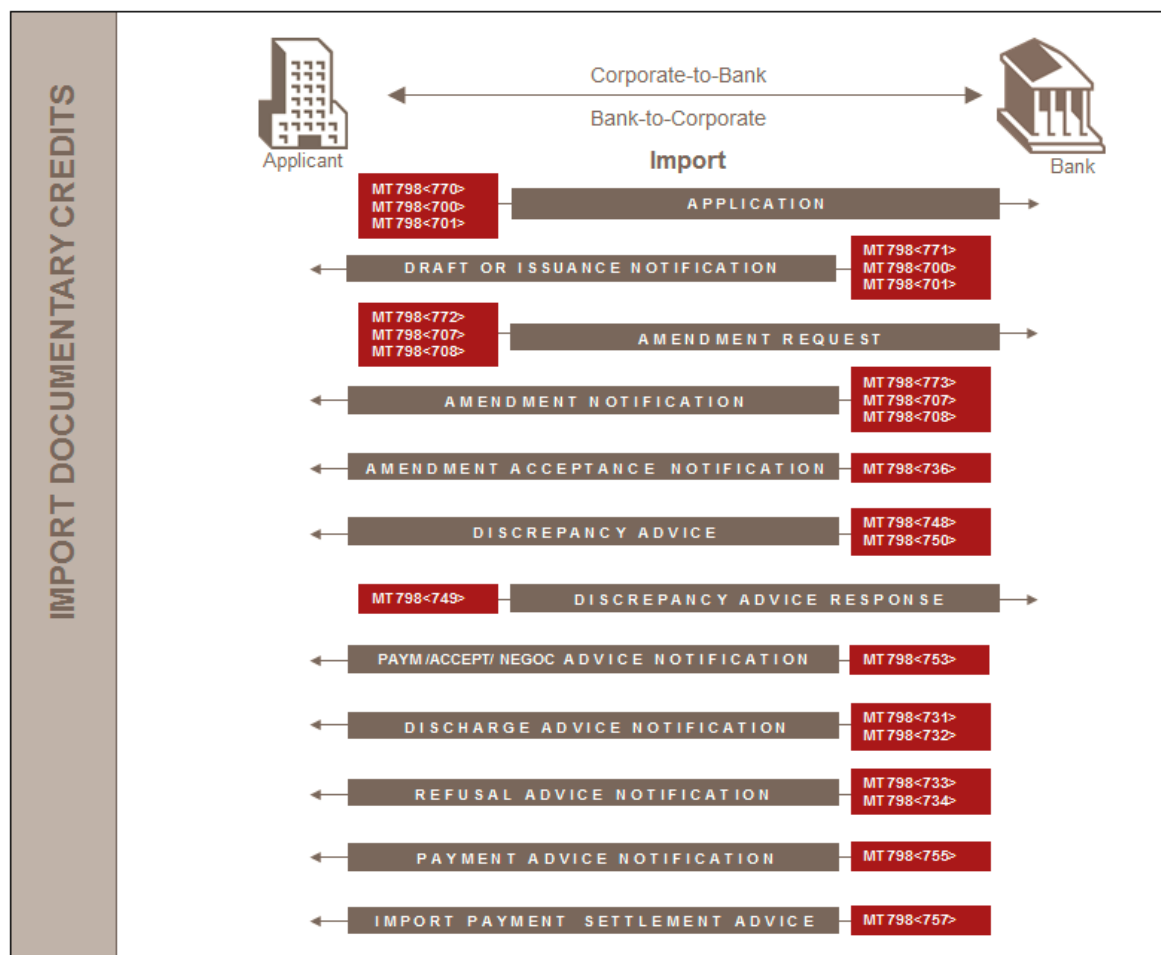 IMPORT DOCUMENTARY CREDITS
Corporate-to-Bank
Bank-to-Corporate
Applicant
Import
Bank
MT798<770>
MT798<700>
MT798<701>
APPLICATION
DRAFT OR ISSUANCE NOTIFICATION
MT798<771>
MT798<700>
MT798<701>
MT798<772>
MT798<707>
MT798<708>
AMENDMENT REQUEST
AMENDMENT NOTIFICATION
MT798<773>
MT798<707>
MT798<708>
AMENDMENT ACCEPTANCE NOTIFICATION
MT798<736>
DISCREPANCY ADVICE
MT798<748>
MT798<750>
MT798<749>
DISCREPANCY ADVICE RESPONSE
PAYM/ACCEPT/ NEGOC ADVICE NOTIFICATION
MT798<753>
DISCHARGE ADVICE NOTIFICATION
MT798<731>
MT798<732>
REFUSAL ADVICE NOTIFICATION
MT798<733>
MT798<734>
PAYMENT ADVICE NOTIFICATION
MT798<755>
IMPORT PAYMENT SETTLEMENT ADVICE
MT798<757>